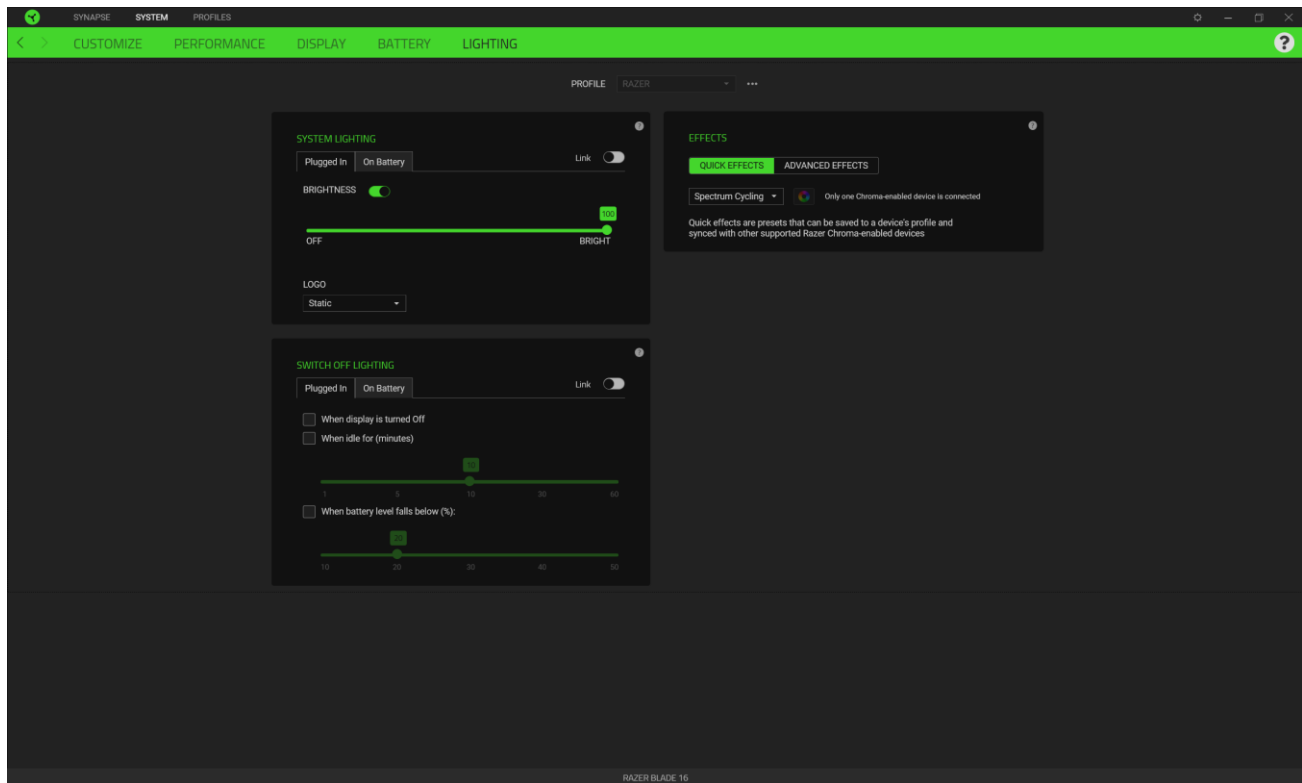 SYNAPSE SYSTEM PROFILES
CUSTOMIZE PERFORMANCE DISPLAY BATTERY LIGHTING
?
PROFILE RAZER
SYSTEM LIGHTING
?
Plugged In On Battery
Link
BRIGHTNESS
100
OFF BRIGHT
LOGO
Static
EFFECTS
?
QUICK EFFECTS ADVANCED EFFECTS
Spectrum Cycling Only one Chroma-enabled device is connected
Quick effects are presets that can be saved to a device's profile and
synced with other supported Razer Chroma-enabled devices
SWITCH OFF LIGHTING
?
Plugged In On Battery
Link
When display is turned Off
When idle for (minutes)
10
1 5 10 30 60
When battery level falls below (%):
20
10 20 30 40 50
RAZER BLADE 16